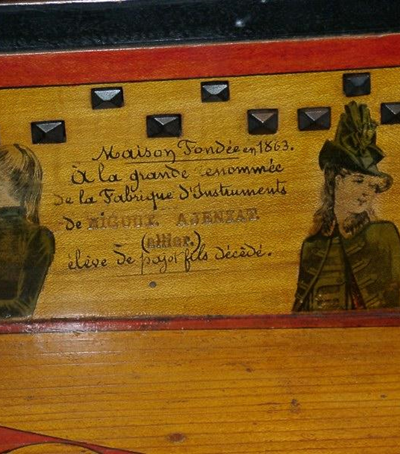 Maison Fondée en 1863.
à la grande renommée
de la Fabrique d'Instruments
de NIGOUT. AJENZAT.
(allier.)
élève de pajot fils décédé.